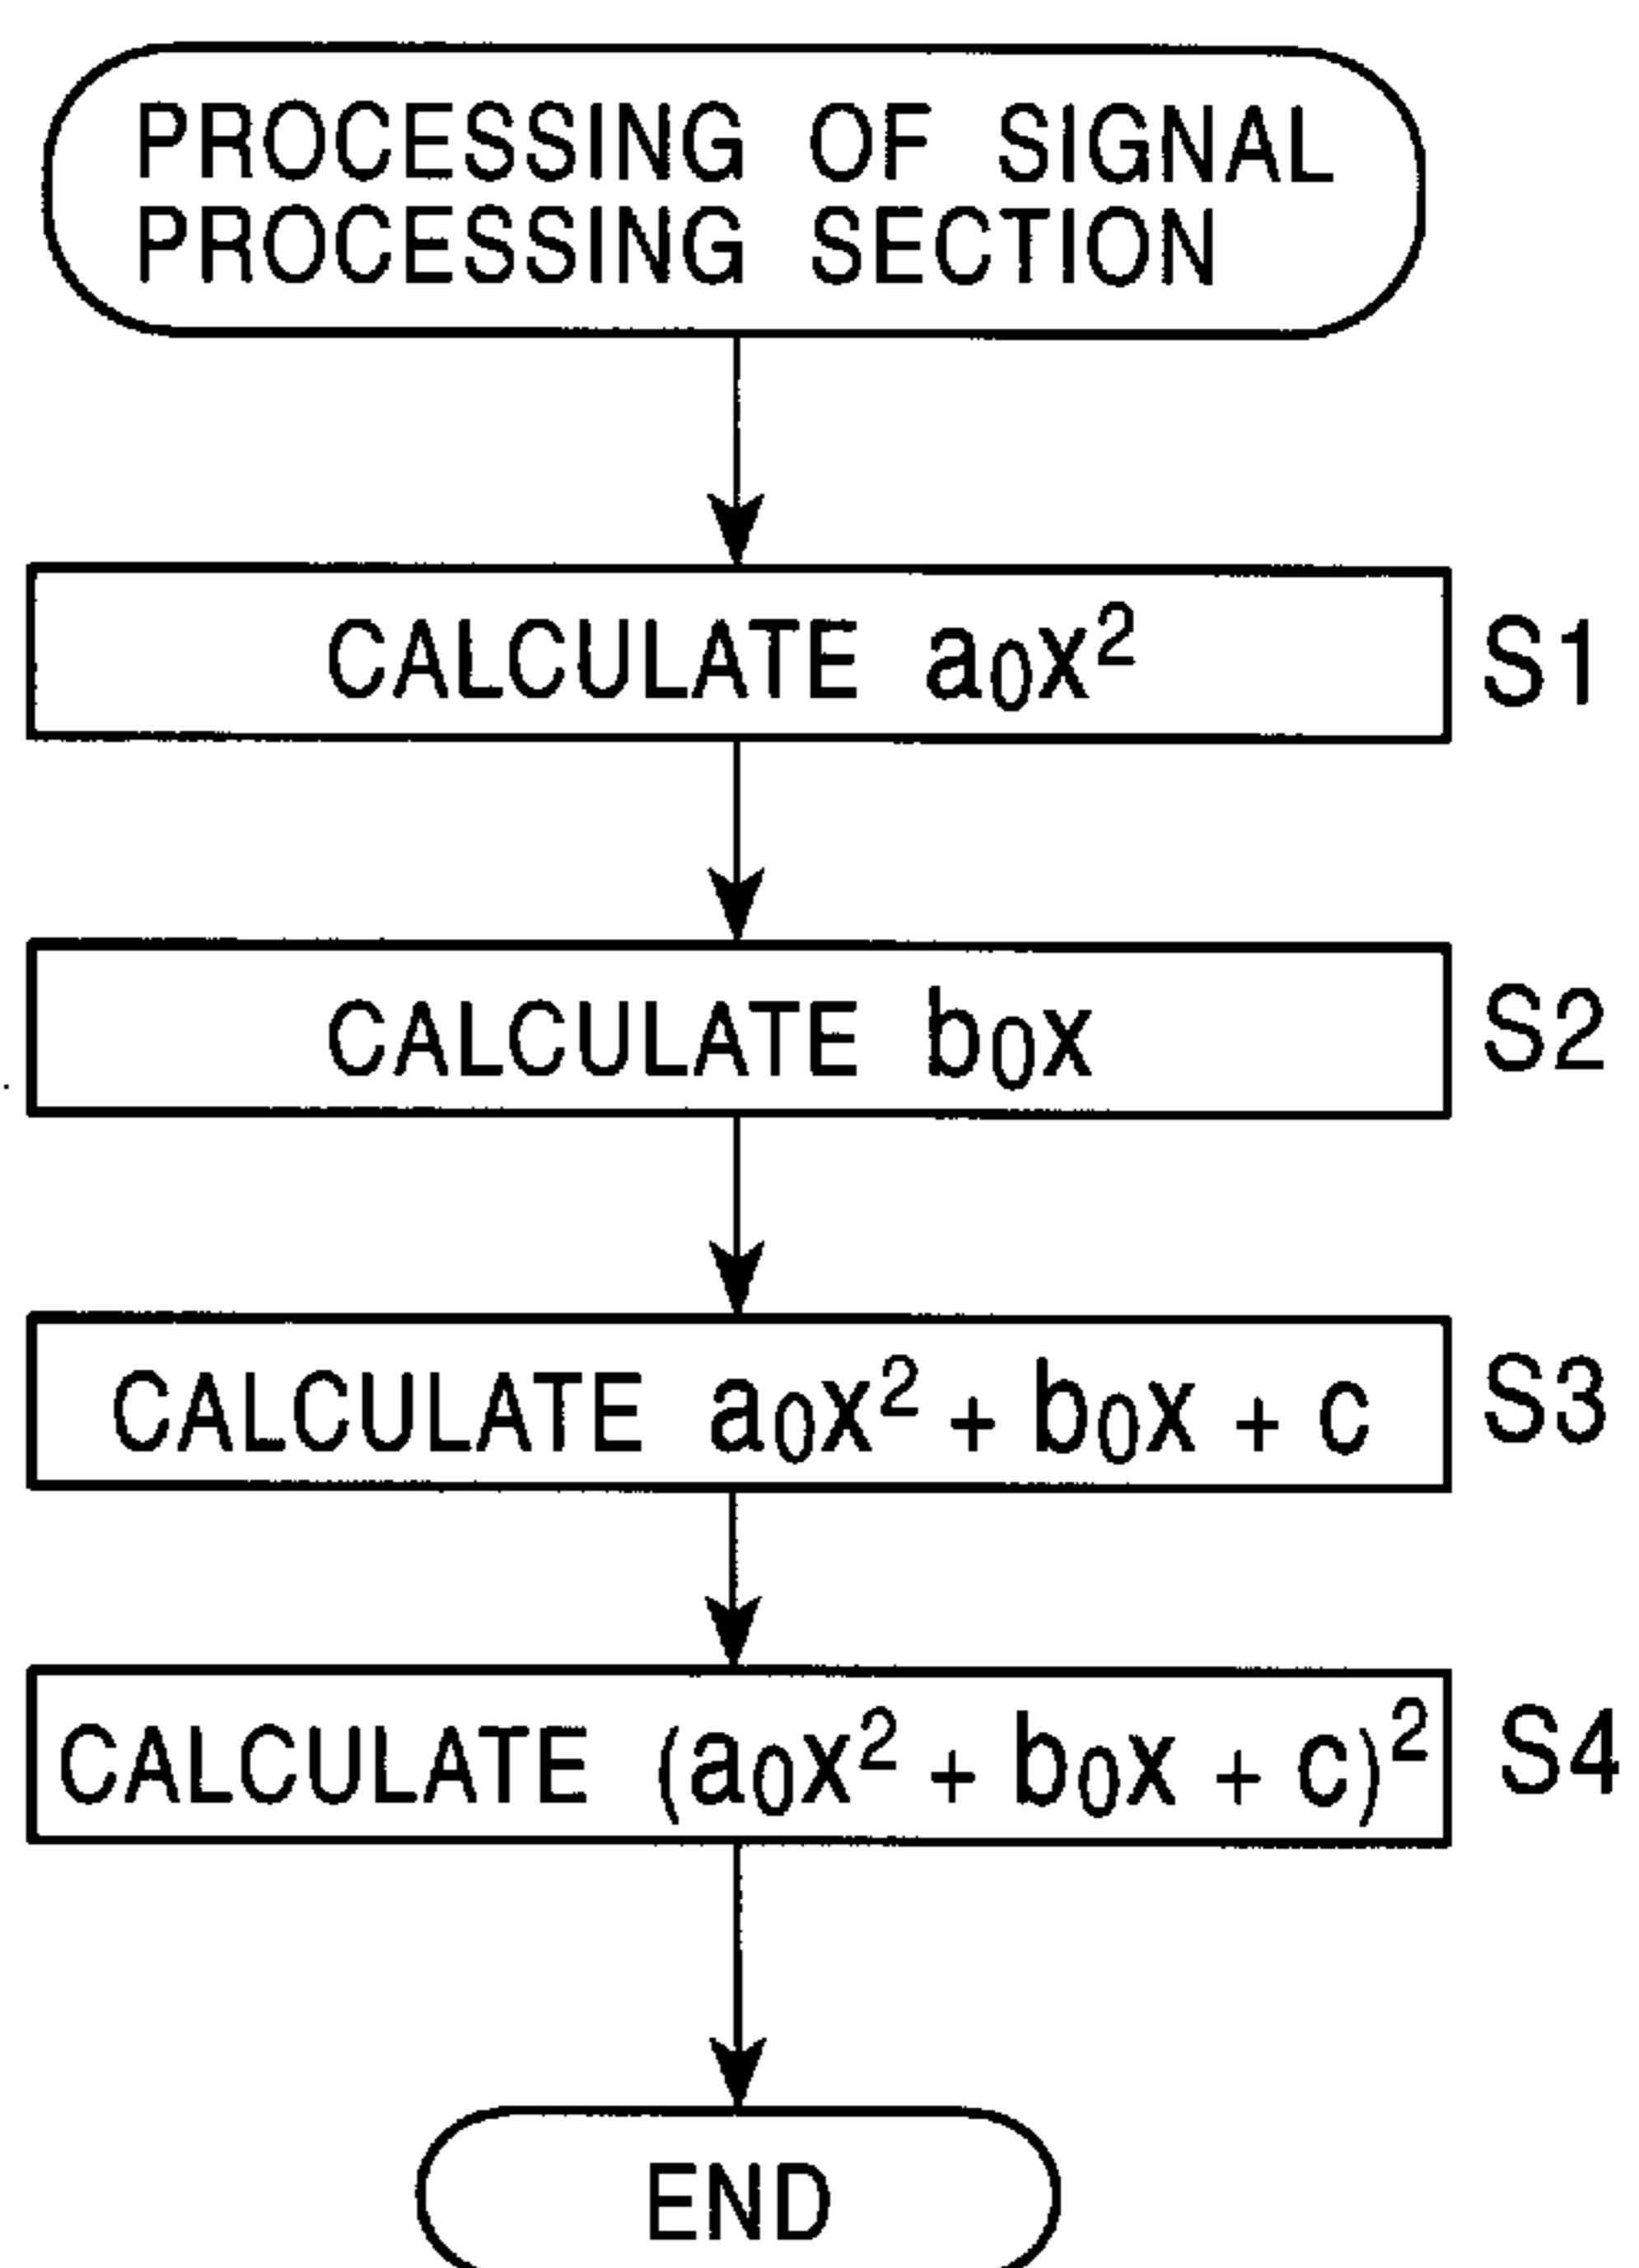 PROCESSING OF SIGNAL
PROCESSING SECTION
CALCULATE a₀x² S1
CALCULATE b₀x S2
CALCULATE a₀x² + b₀x + c S3
CALCULATE (a₀x² + b₀x + c)² S4
END